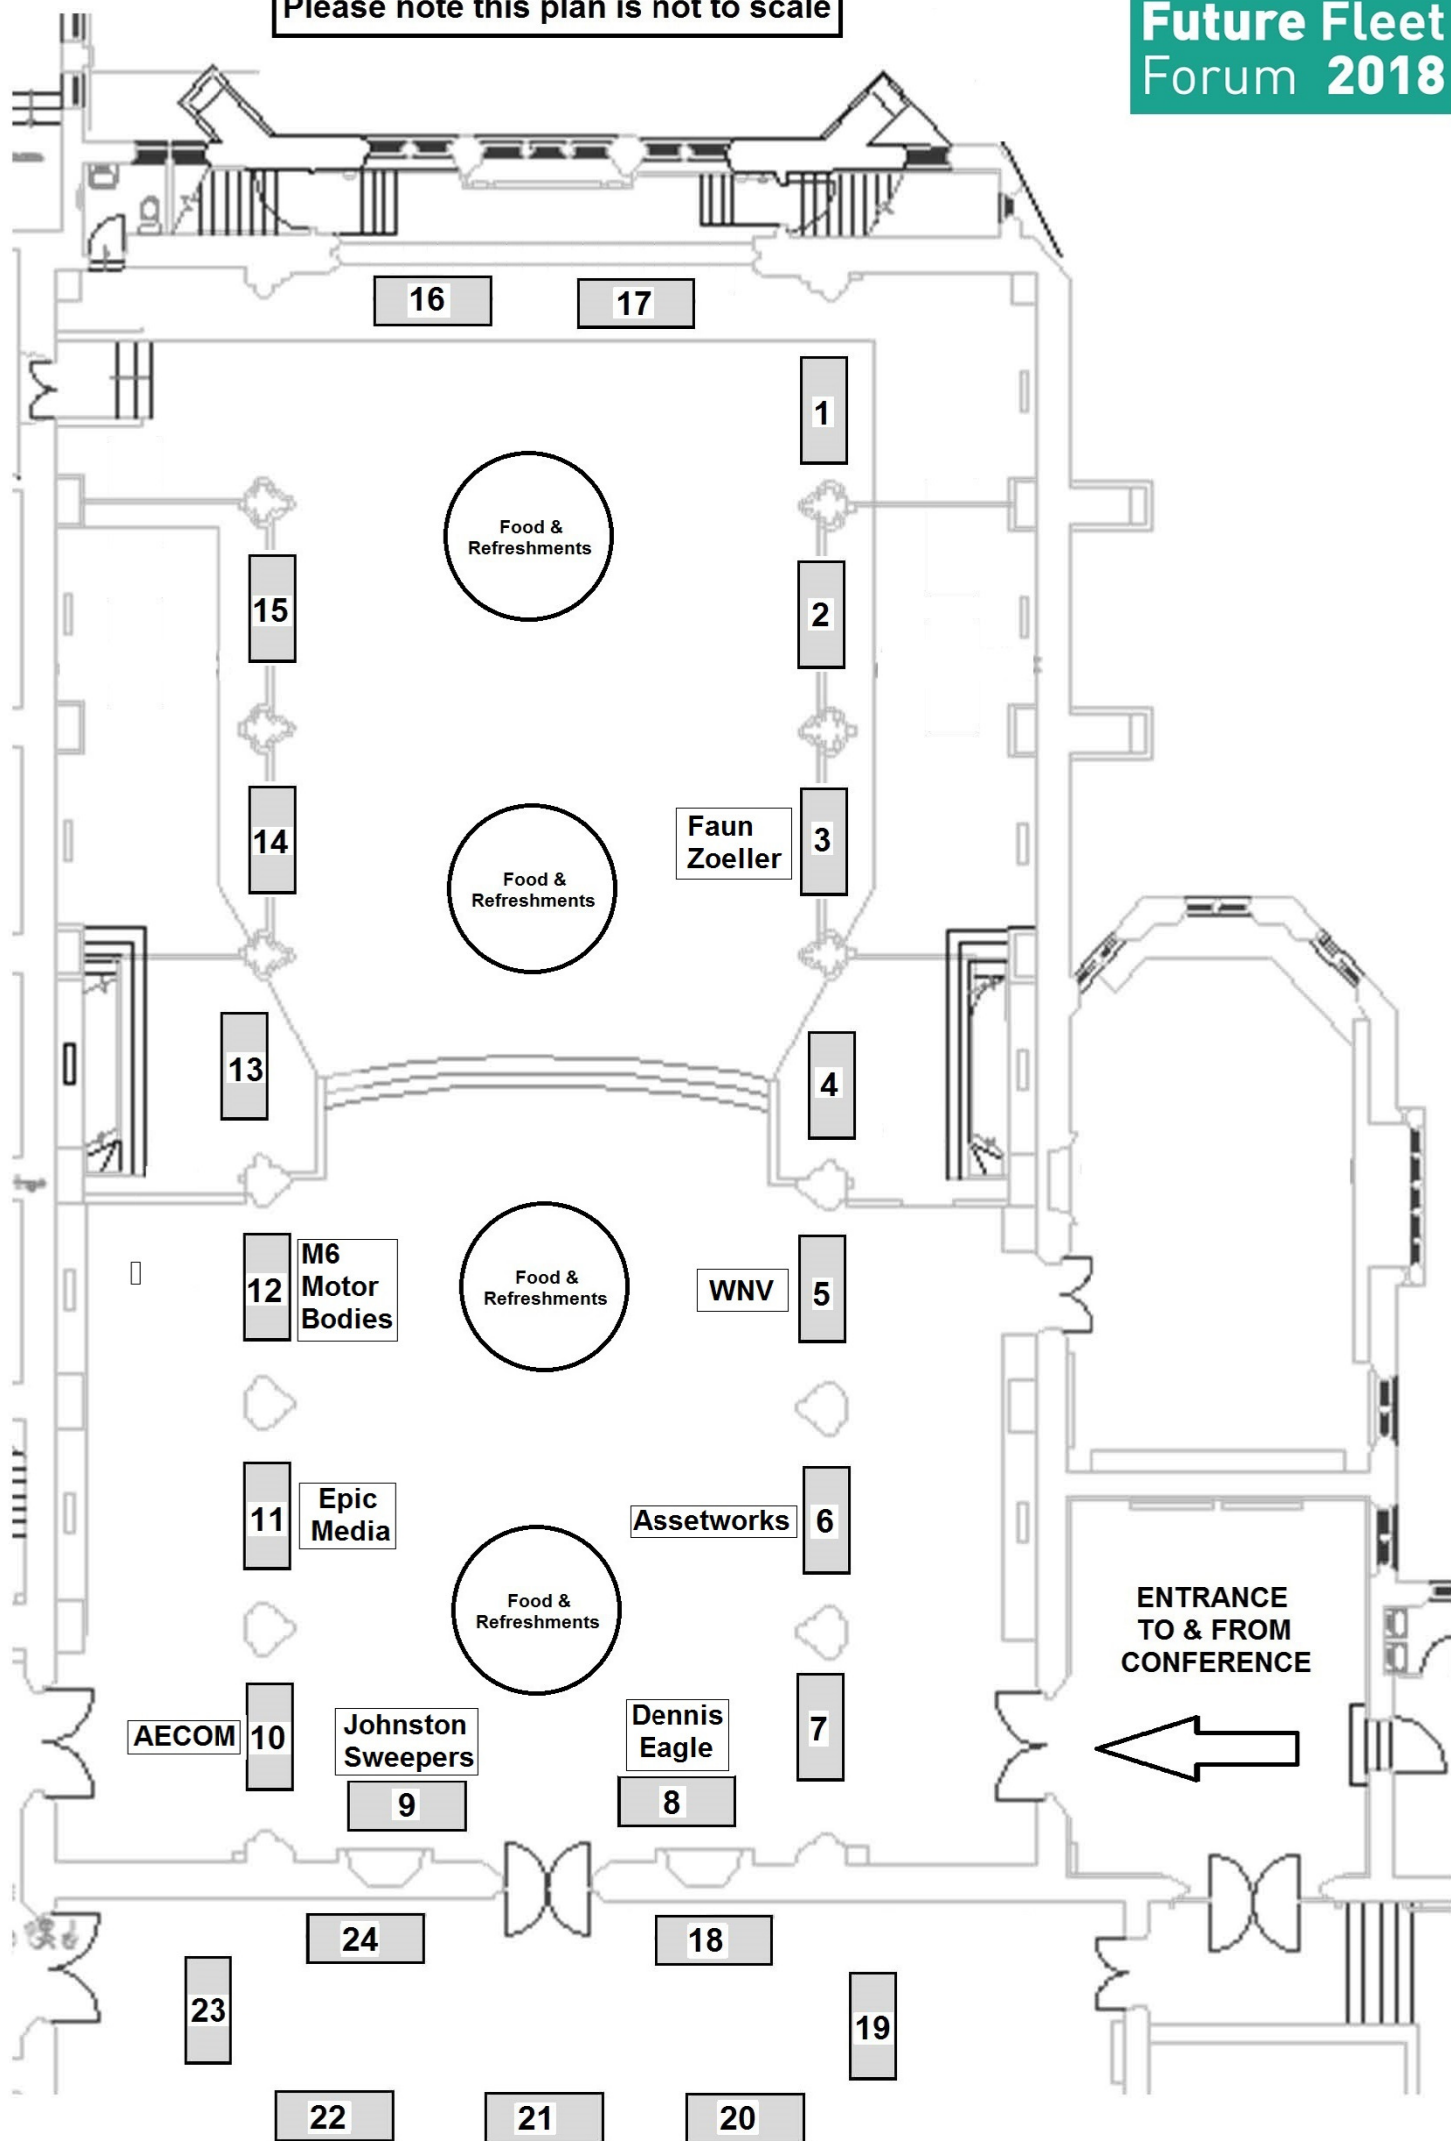 Please note this plan is not to scale
Future Fleet
Forum 2018
16
17
1
Food &
Refreshments
15
2
14
Food &
Refreshments
Faun
Zoeller
3
13
4
12
M6
Motor
Bodies
Food &
Refreshments
WNV
5
11
Epic
Media
Assetworks
6
Food &
Refreshments
ENTRANCE
TO & FROM
CONFERENCE
AECOM
10
Johnston
Sweepers
9
Dennis
Eagle
8
7
24
18
23
19
22
21
20